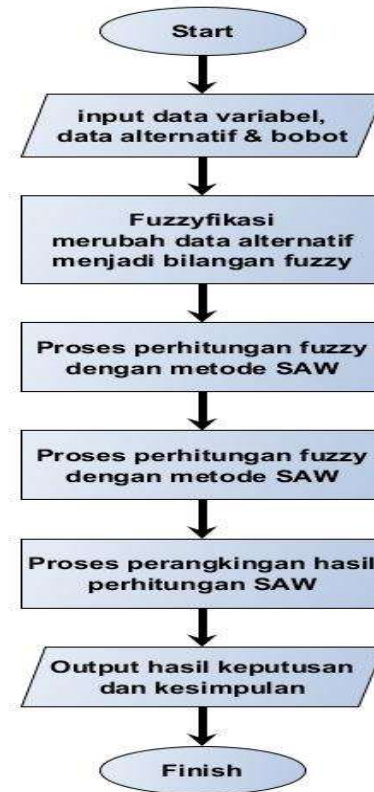 Start
input data variabel,
data alternatif & bobot
Fuzzyfikasi
merubah data alternatif
menjadi bilangan fuzzy
Proses perhitungan fuzzy
dengan metode SAW
Proses perhitungan fuzzy
dengan metode SAW
Proses perangkingan hasil
perhitungan SAW
Output hasil keputusan
dan kesimpulan
Finish